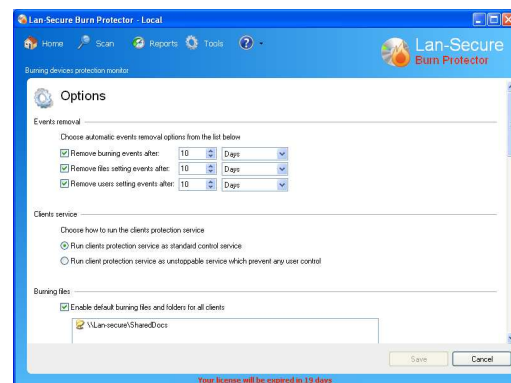 Lan-Secure Burn Protector - Local
Home Scan Reports Tools ?
Lan-Secure
Burn Protector
Burning devices protection monitor
Options
Events removal
Choose automatic events removal options from the list below
Remove burning events after: 10 Days
Remove files setting events after: 10 Days
Remove users setting events after: 10 Days
Clients service
Choose how to run the clients protection service
Run clients protection service as standard control service
Run client protection service as unstoppable service which prevent any user control
Burning files
Enable default burning files and folders for all clients
\\Lan-secure\SharedDocs
Save Cancel
Your license will be expired in 19 days